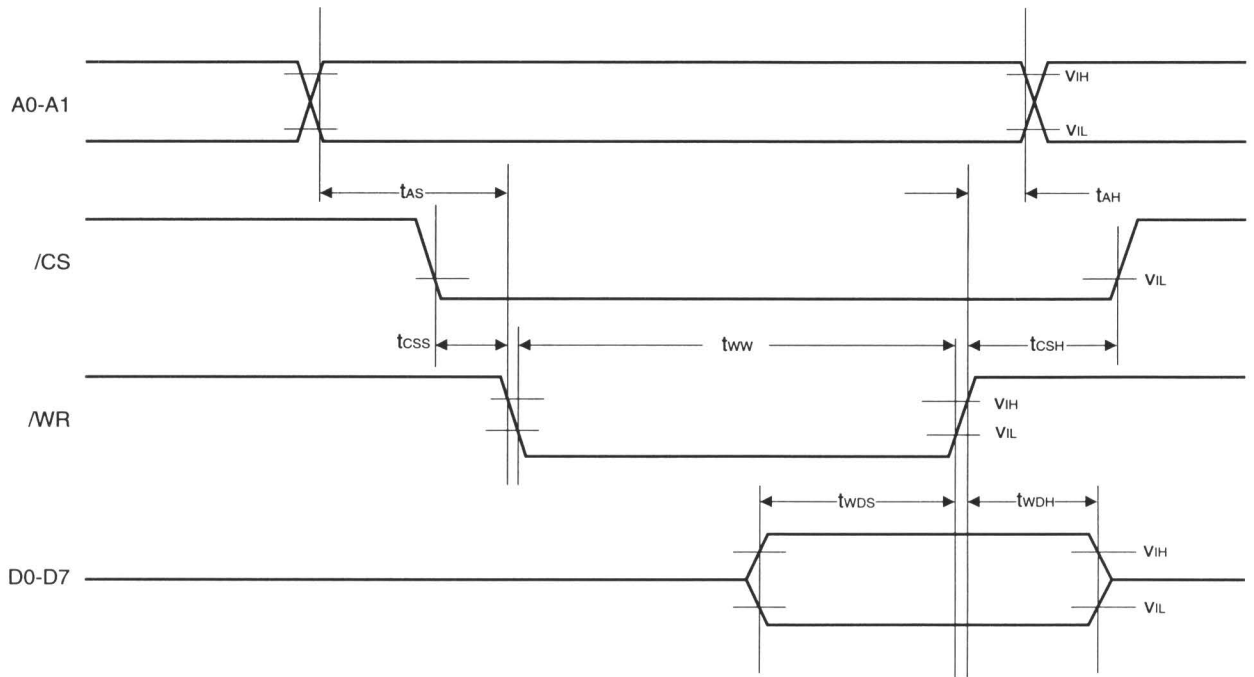 A0-A1
VIH
VIL
tAS
tAH
/CS
VIL
tCSS
tWW
tCSH
/WR
VIH
VIL
tWDS
tWDH
D0-D7
VIH
VIL